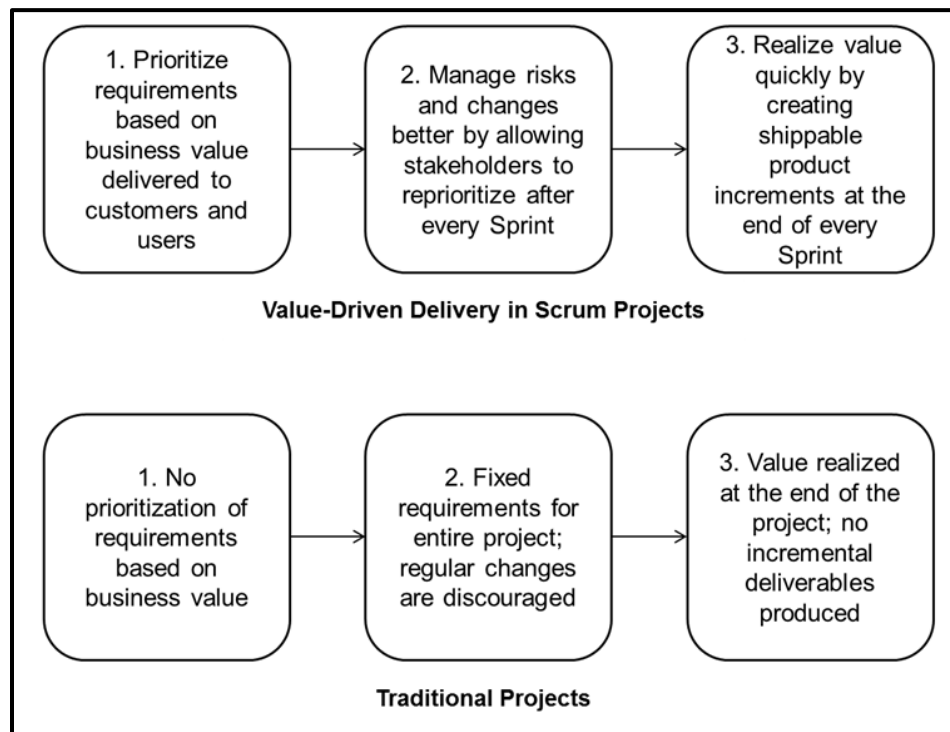 1. Prioritize
requirements
based on
business value
delivered to
customers and
users
2. Manage risks
and changes
better by allowing
stakeholders to
reprioritize after
every Sprint
3. Realize value
quickly by
creating
shippable
product
increments at the
end of every
Sprint
Value-Driven Delivery in Scrum Projects
1. No
prioritization of
requirements
based on
business value
2. Fixed
requirements for
entire project;
regular changes
are discouraged
3. Value realized
at the end of the
project; no
incremental
deliverables
produced
Traditional Projects